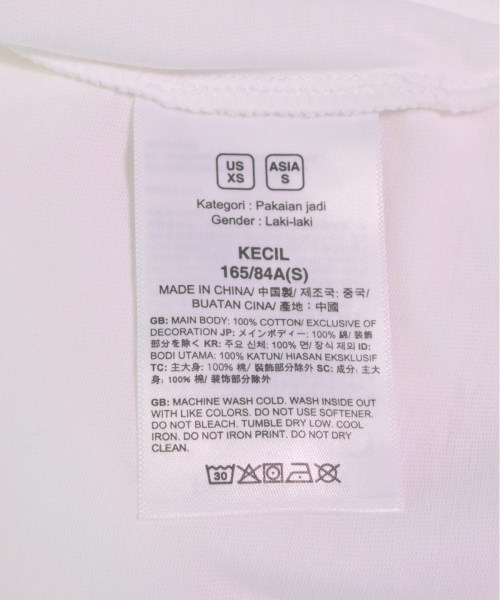 US XS
ASIA S
Kategori : Pakaian jadi
Gender : Laki-laki
KECIL
165/84A(S)
MADE IN CHINA/ 中国製/ 제조국: 중국/
BUATAN CINA/ 產地：中國
GB: MAIN BODY: 100% COTTON/ EXCLUSIVE OF
DECORATION JP: メインボディー: 100% 綿/ 装飾
部分を除く KR: 주요 신체: 100% 면/ 장식 제외 ID:
BODI UTAMA: 100% KATUN/ HIASAN EKSKLUSIF
TC: 主大身: 100% 棉/ 裝飾部分除外 SC: 成分: 主大
身: 100% 棉/ 装饰部分除外
GB: MACHINE WASH COLD. WASH INSIDE OUT
WITH LIKE COLORS. DO NOT USE SOFTENER.
DO NOT BLEACH. TUMBLE DRY LOW. COOL
IRON. DO NOT IRON PRINT. DO NOT DRY
CLEAN.
30